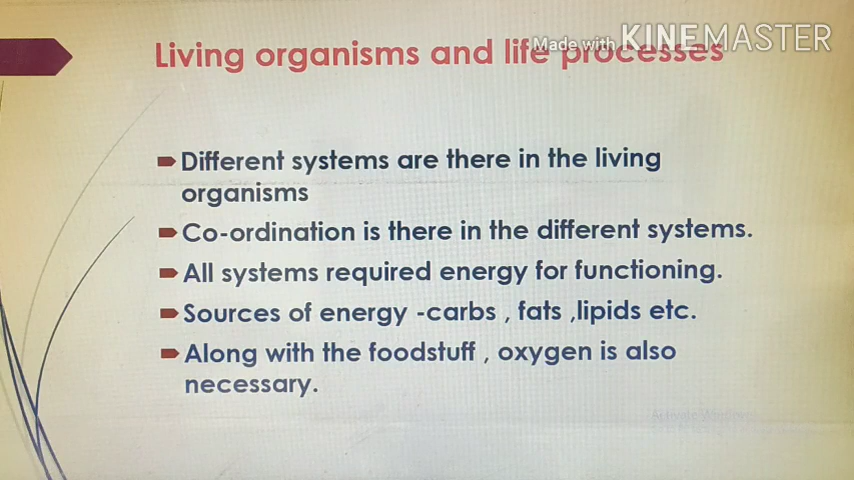 Living organisms and life processes
Made with KINEMASTER
Different systems are there in the living
organisms
Co-ordination is there in the different systems.
All systems required energy for functioning.
Sources of energy -carbs , fats ,lipids etc.
Along with the foodstuff , oxygen is also
necessary.